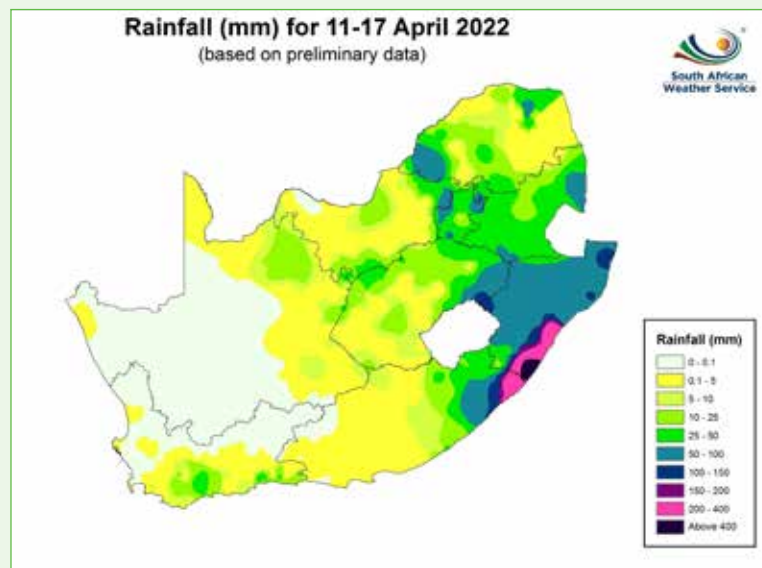 Rainfall (mm) for 11-17 April 2022
(based on preliminary data)
South African
Weather Service
Rainfall (mm)
0 - 0.1
0.1 - 5
5 - 10
10 - 25
25 - 50
50 - 100
100 - 150
150 - 200
200 - 400
Above 400